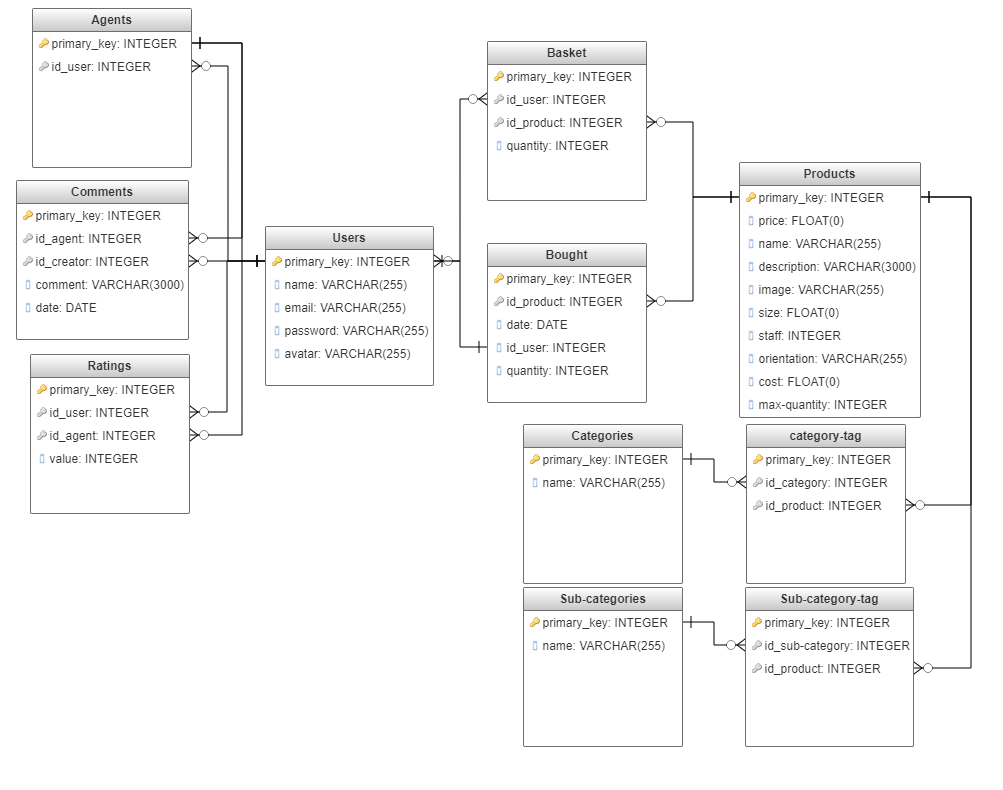 Agents
primary_key: INTEGER
id_user: INTEGER
Comments
primary_key: INTEGER
id_agent: INTEGER
id_creator: INTEGER
comment: VARCHAR(3000)
date: DATE
Ratings
primary_key: INTEGER
id_user: INTEGER
id_agent: INTEGER
value: INTEGER
Users
primary_key: INTEGER
name: VARCHAR(255)
email: VARCHAR(255)
password: VARCHAR(255)
avatar: VARCHAR(255)
Basket
primary_key: INTEGER
id_user: INTEGER
id_product: INTEGER
quantity: INTEGER
Bought
primary_key: INTEGER
id_product: INTEGER
date: DATE
id_user: INTEGER
quantity: INTEGER
Products
primary_key: INTEGER
price: FLOAT(0)
name: VARCHAR(255)
description: VARCHAR(3000)
image: VARCHAR(255)
size: FLOAT(0)
staff: INTEGER
orientation: VARCHAR(255)
cost: FLOAT(0)
max-quantity: INTEGER
Categories
primary_key: INTEGER
name: VARCHAR(255)
category-tag
primary_key: INTEGER
id_category: INTEGER
id_product: INTEGER
Sub-categories
primary_key: INTEGER
name: VARCHAR(255)
Sub-category-tag
primary_key: INTEGER
id_sub-category: INTEGER
id_product: INTEGER